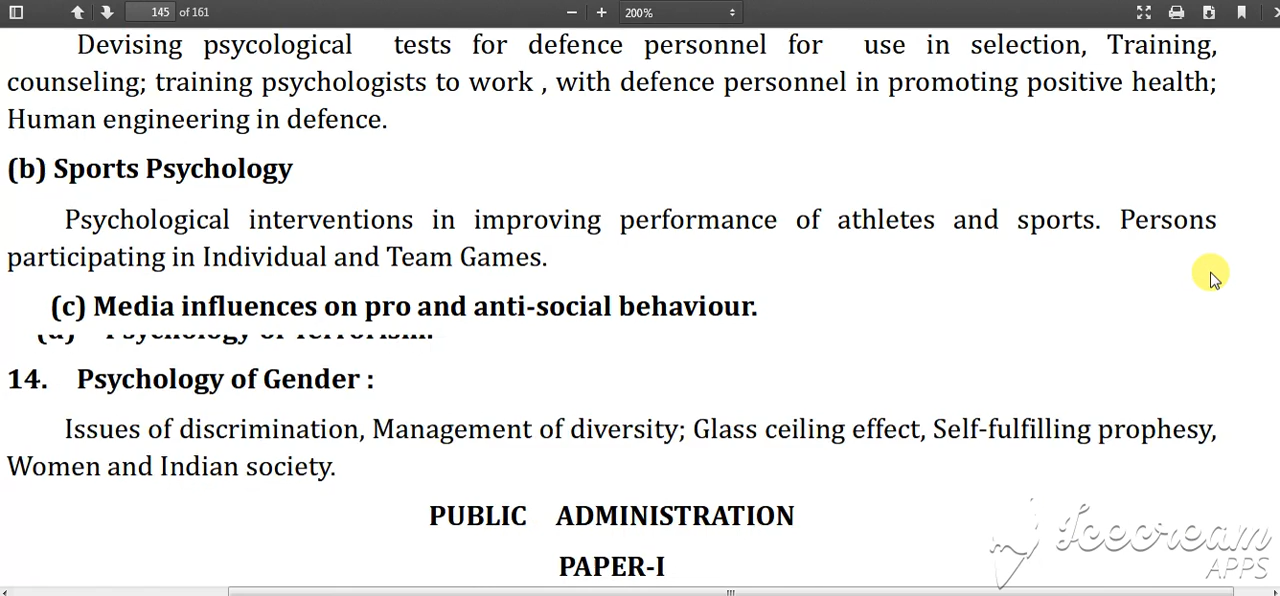 145 of 161 200%
Devising psycological tests for defence personnel for use in selection, Training,
counseling; training psychologists to work , with defence personnel in promoting positive health;
Human engineering in defence.
(b) Sports Psychology
Psychological interventions in improving performance of athletes and sports. Persons
participating in Individual and Team Games.
(c) Media influences on pro and anti-social behaviour.
(d) Psychology of Terrorism.
14. Psychology of Gender :
Issues of discrimination, Management of diversity; Glass ceiling effect, Self-fulfilling prophesy,
Women and Indian society.
PUBLIC ADMINISTRATION
PAPER-I
Icecream
APPS